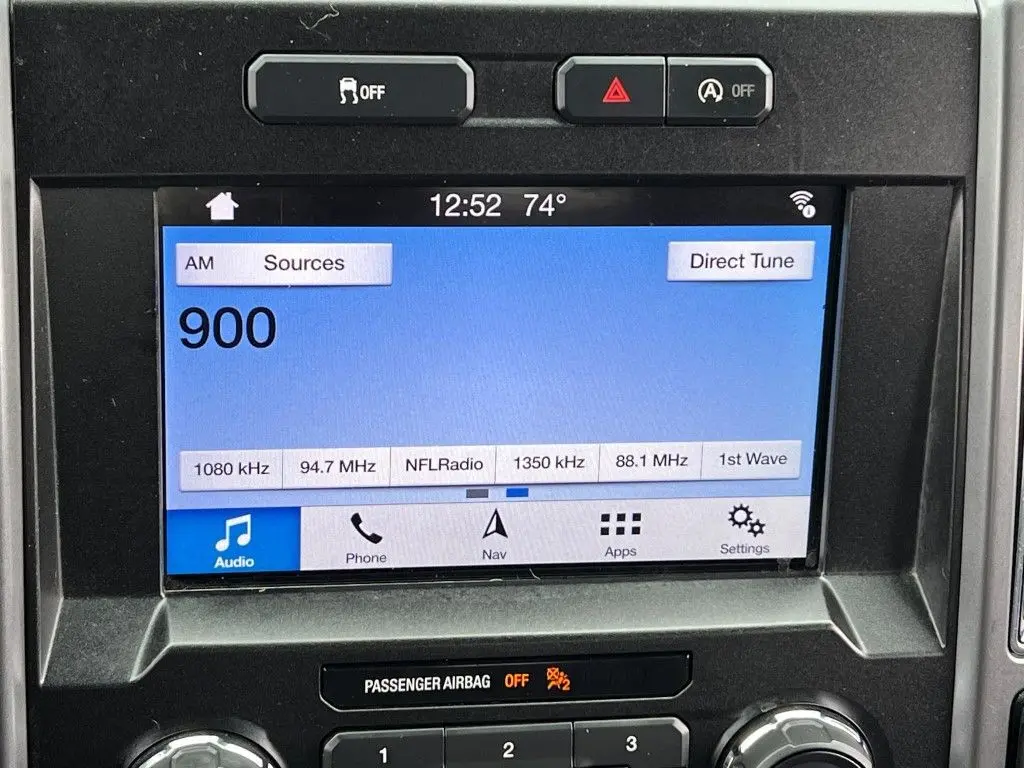 OFF
A OFF
12:52 74°
AM Sources Direct Tune
900
1080 kHz 94.7 MHz NFLRadio 1350 kHz 88.1 MHz 1st Wave
Audio Phone Nav Apps Settings
PASSENGER AIRBAG OFF 2
1 2 3